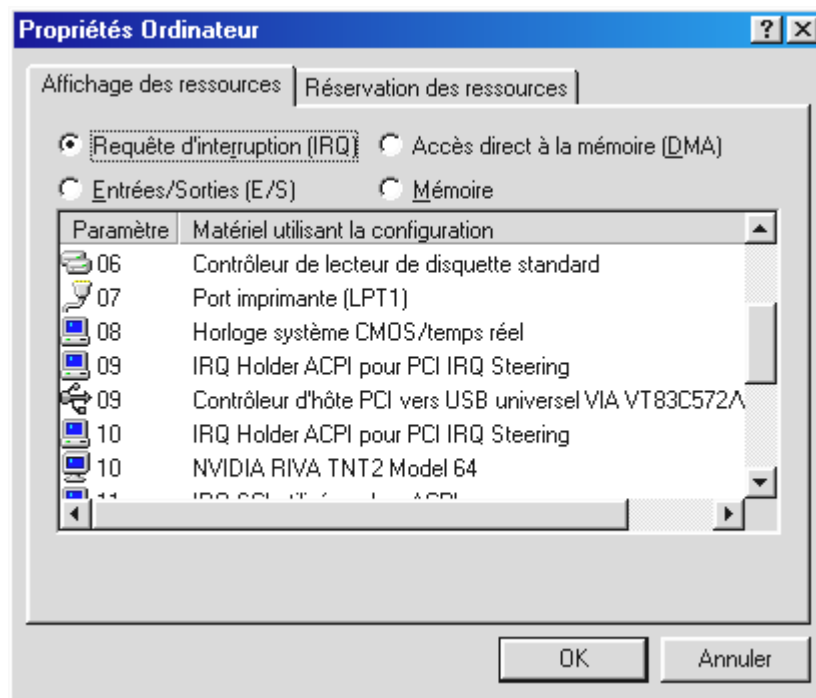 Propriétés Ordinateur
Affichage des ressources
Réservation des ressources
Requête d'interruption (IRQ)
Accès direct à la mémoire (DMA)
Entrées/Sorties (E/S)
Mémoire
Paramètre Matériel utilisant la configuration
06 Contrôleur de lecteur de disquette standard
07 Port imprimante (LPT1)
08 Horloge système CMOS/temps réel
09 IRQ Holder ACPI pour PCI IRQ Steering
09 Contrôleur d'hôte PCI vers USB universel VIA VT83C572
10 IRQ Holder ACPI pour PCI IRQ Steering
10 NVIDIA RIVA TNT2 Model 64
OK
Annuler